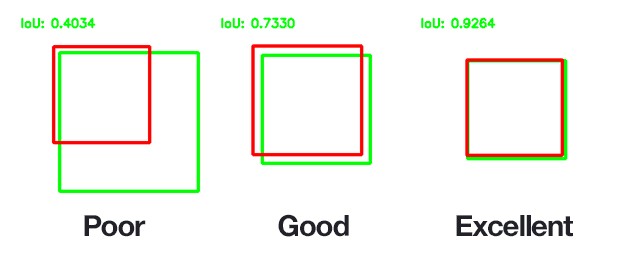 IoU: 0.4034
IoU: 0.7330
IoU: 0.9264
Poor
Good
Excellent